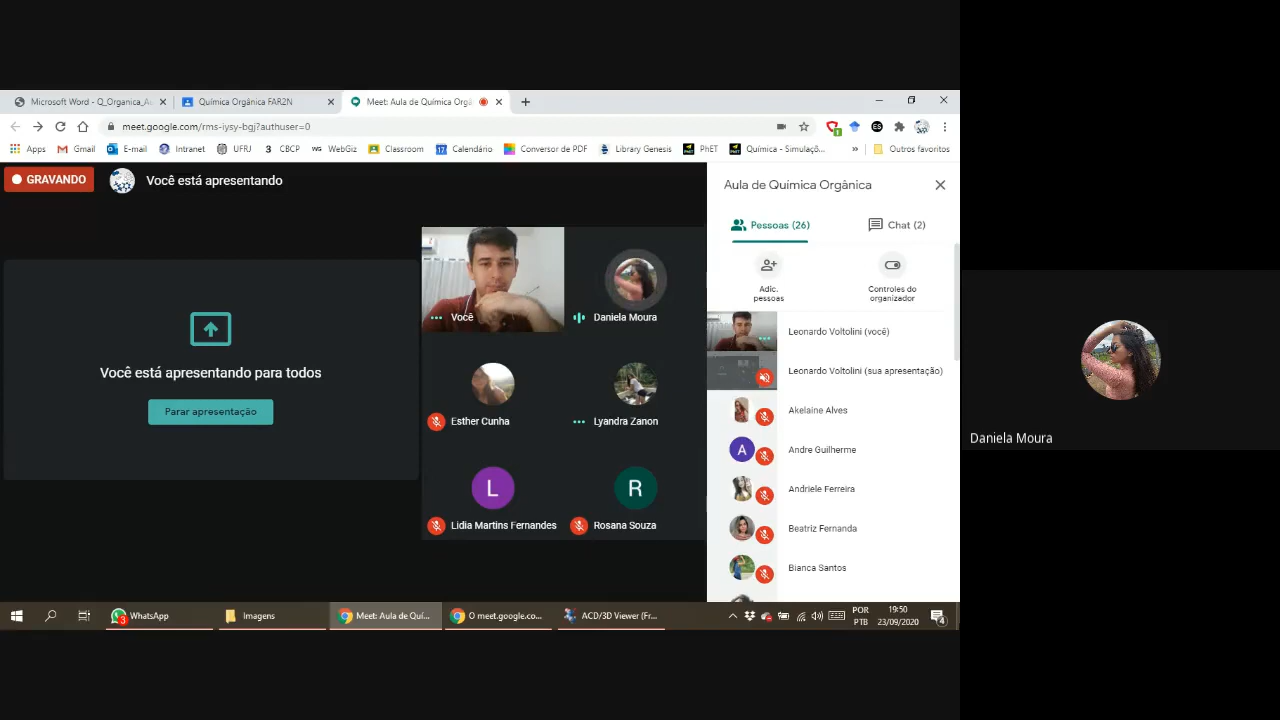 Microsoft Word - Q_Organica_A
Química Orgânica FAR2N
Meet: Aula de Química Orgâ
meet.google.com/rms-iysy-bgj?authuser=0
Apps Gmail E-mail Intranet UFRJ CBCP WebGiz Classroom Calendário Conversor de PDF Library Genesis PhET Química - Simulaçõ... » Outros favoritos
GRAVANDO
Você está apresentando
Você está apresentando para todos
Parar apresentação
Você
Daniela Moura
Esther Cunha
Lyandra Zanon
L
R
Lidia Martins Fernandes
Rosana Souza
Aula de Química Orgânica
Pessoas (26)
Chat (2)
Adic. pessoas
Controles do organizador
Leonardo Voltolini (você)
Leonardo Voltolini (sua apresentação)
Akelaine Alves
A
Andre Guilherme
Andriele Ferreira
Beatriz Fernanda
Bianca Santos
Daniela Moura
3
WhatsApp
Imagens
Meet: Aula de Quí...
O meet.google.co...
ACD/3D Viewer (Fr...
POR
PTB
19:50
23/09/2020
4